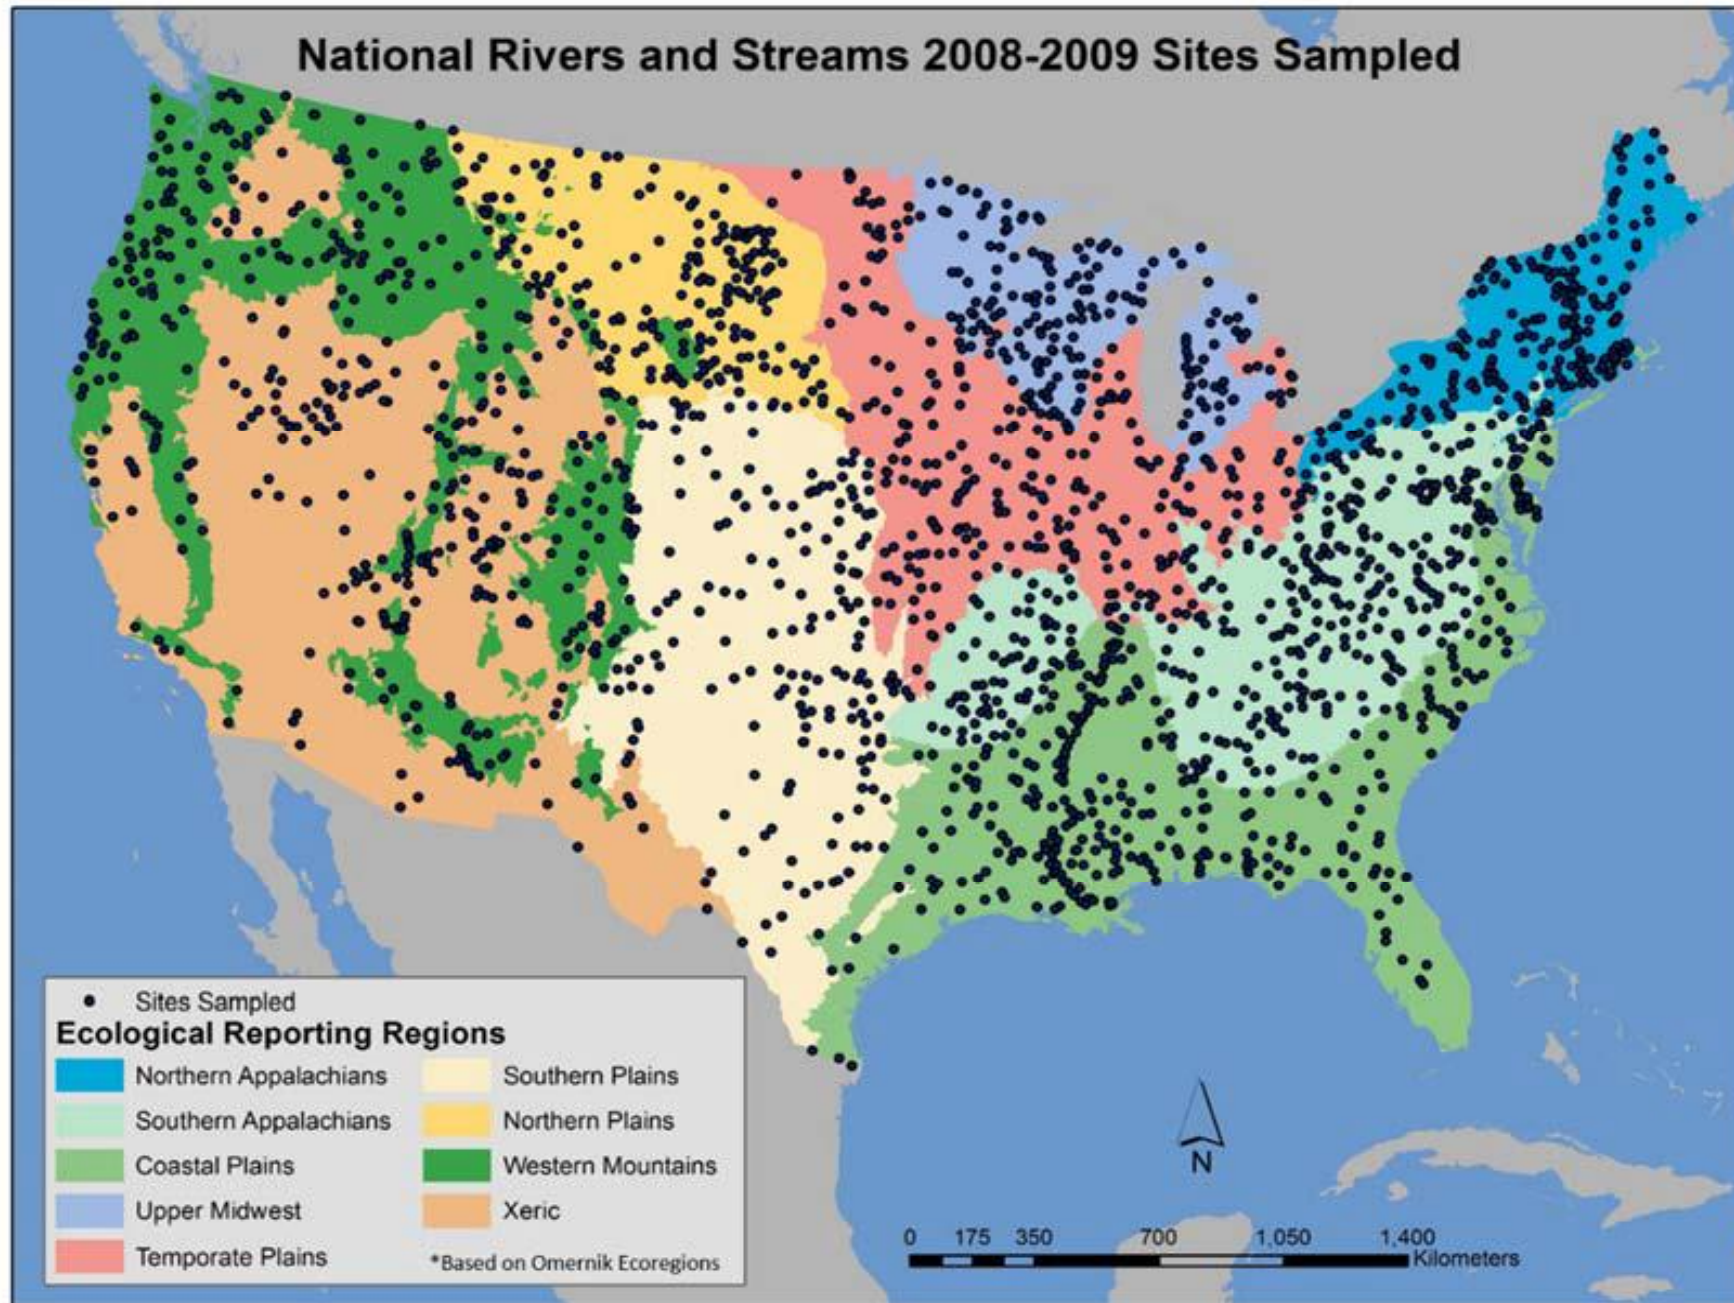 National Rivers and Streams 2008-2009 Sites Sampled
Sites Sampled
Ecological Reporting Regions
Northern Appalachians
Southern Appalachians
Coastal Plains
Upper Midwest
Temporate Plains
Southern Plains
Northern Plains
Western Mountains
Xeric
*Based on Omernik Ecoregions
N
0 175 350 700 1,050 1,400
Kilometers